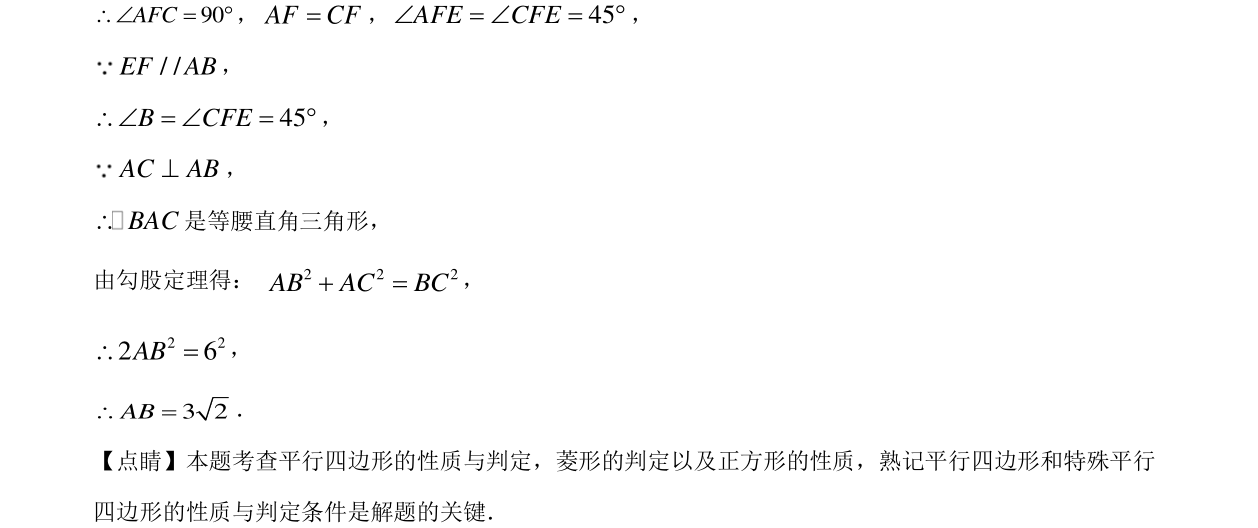 ∴∠AFC=90°，AF=CF，∠AFE=∠CFE=45°，
∵EF//AB，
∴∠B=∠CFE=45°，
∵AC⊥AB，
∴□BAC是等腰直角三角形，
由勾股定理得： AB²+AC²=BC²，
∴2AB²=6²，
∴AB=3√2．
【点睛】本题考查平行四边形的性质与判定，菱形的判定以及正方形的性质，熟记平行四边形和特殊平行
四边形的性质与判定条件是解题的关键．